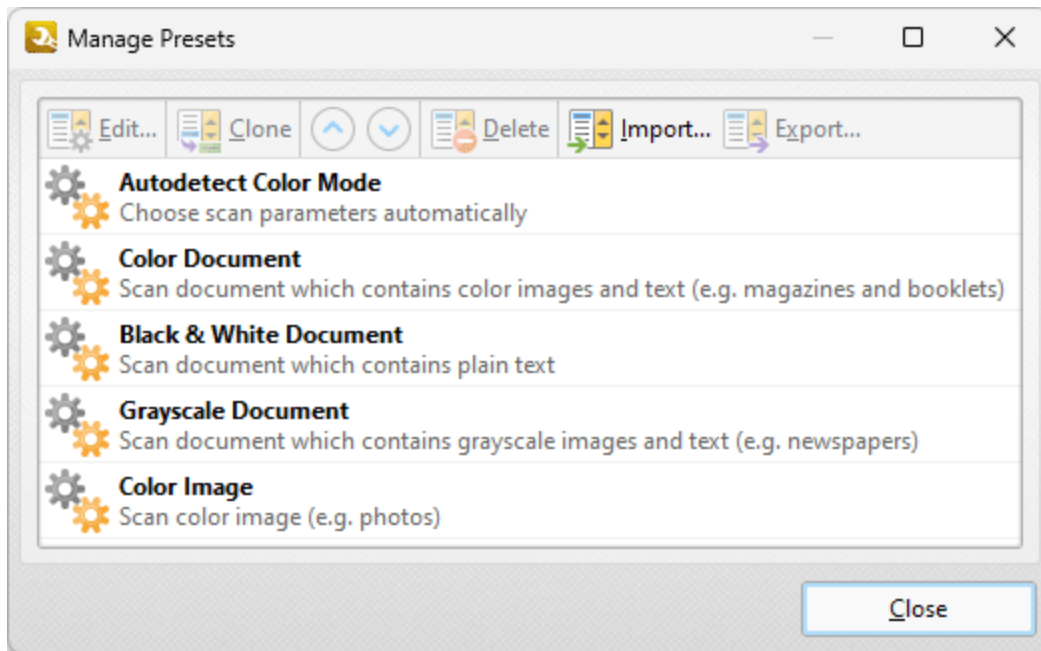 Manage Presets
Edit... Clone Delete Import... Export...
Autodetect Color Mode
Choose scan parameters automatically
Color Document
Scan document which contains color images and text (e.g. magazines and booklets)
Black & White Document
Scan document which contains plain text
Grayscale Document
Scan document which contains grayscale images and text (e.g. newspapers)
Color Image
Scan color image (e.g. photos)
Close